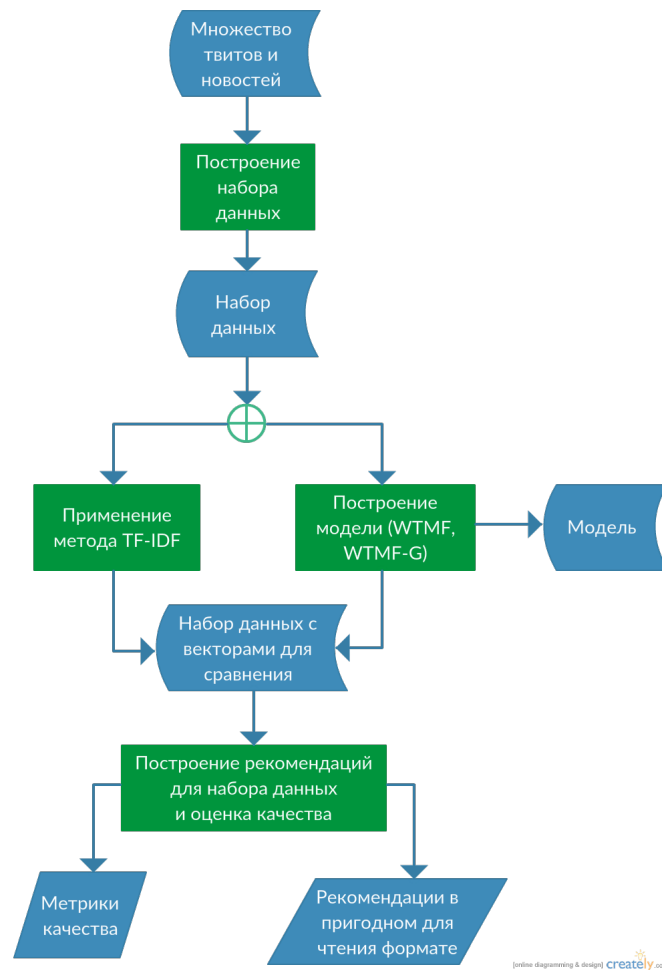 Множество
твитов и
новостей
Построение
набора
данных
Набор
данных
Применение
метода TF-IDF
Построение
модели (WTMF,
WTMF-G)
Модель
Набор данных с
векторами для
сравнения
Построение рекомендаций
для набора данных
и оценка качества
Метрики
качества
Рекомендации в
пригодном для
чтения формате
[online diagramming & design] creately.co